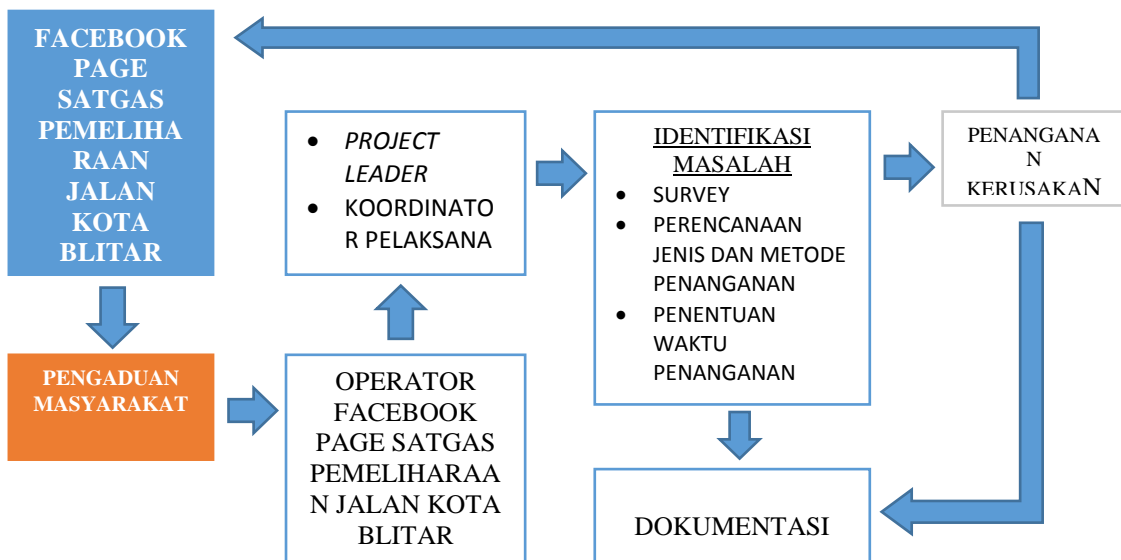 FACEBOOK
PAGE
SATGAS
PEMELIHA
RAAN
JALAN
KOTA
BLITAR
PENGADUAN
MASYARAKAT
OPERATOR
FACEBOOK
PAGE SATGAS
PEMELIHARAA
N JALAN KOTA
BLITAR
• PROJECT
LEADER
• KOORDINATO
R PELAKSANA
IDENTIFIKASI
MASALAH
• SURVEY
• PERENCANAAN
JENIS DAN METODE
PENANGANAN
• PENENTUAN
WAKTU
PENANGANAN
PENANGANA
N
KERUSAKAN
DOKUMENTASI